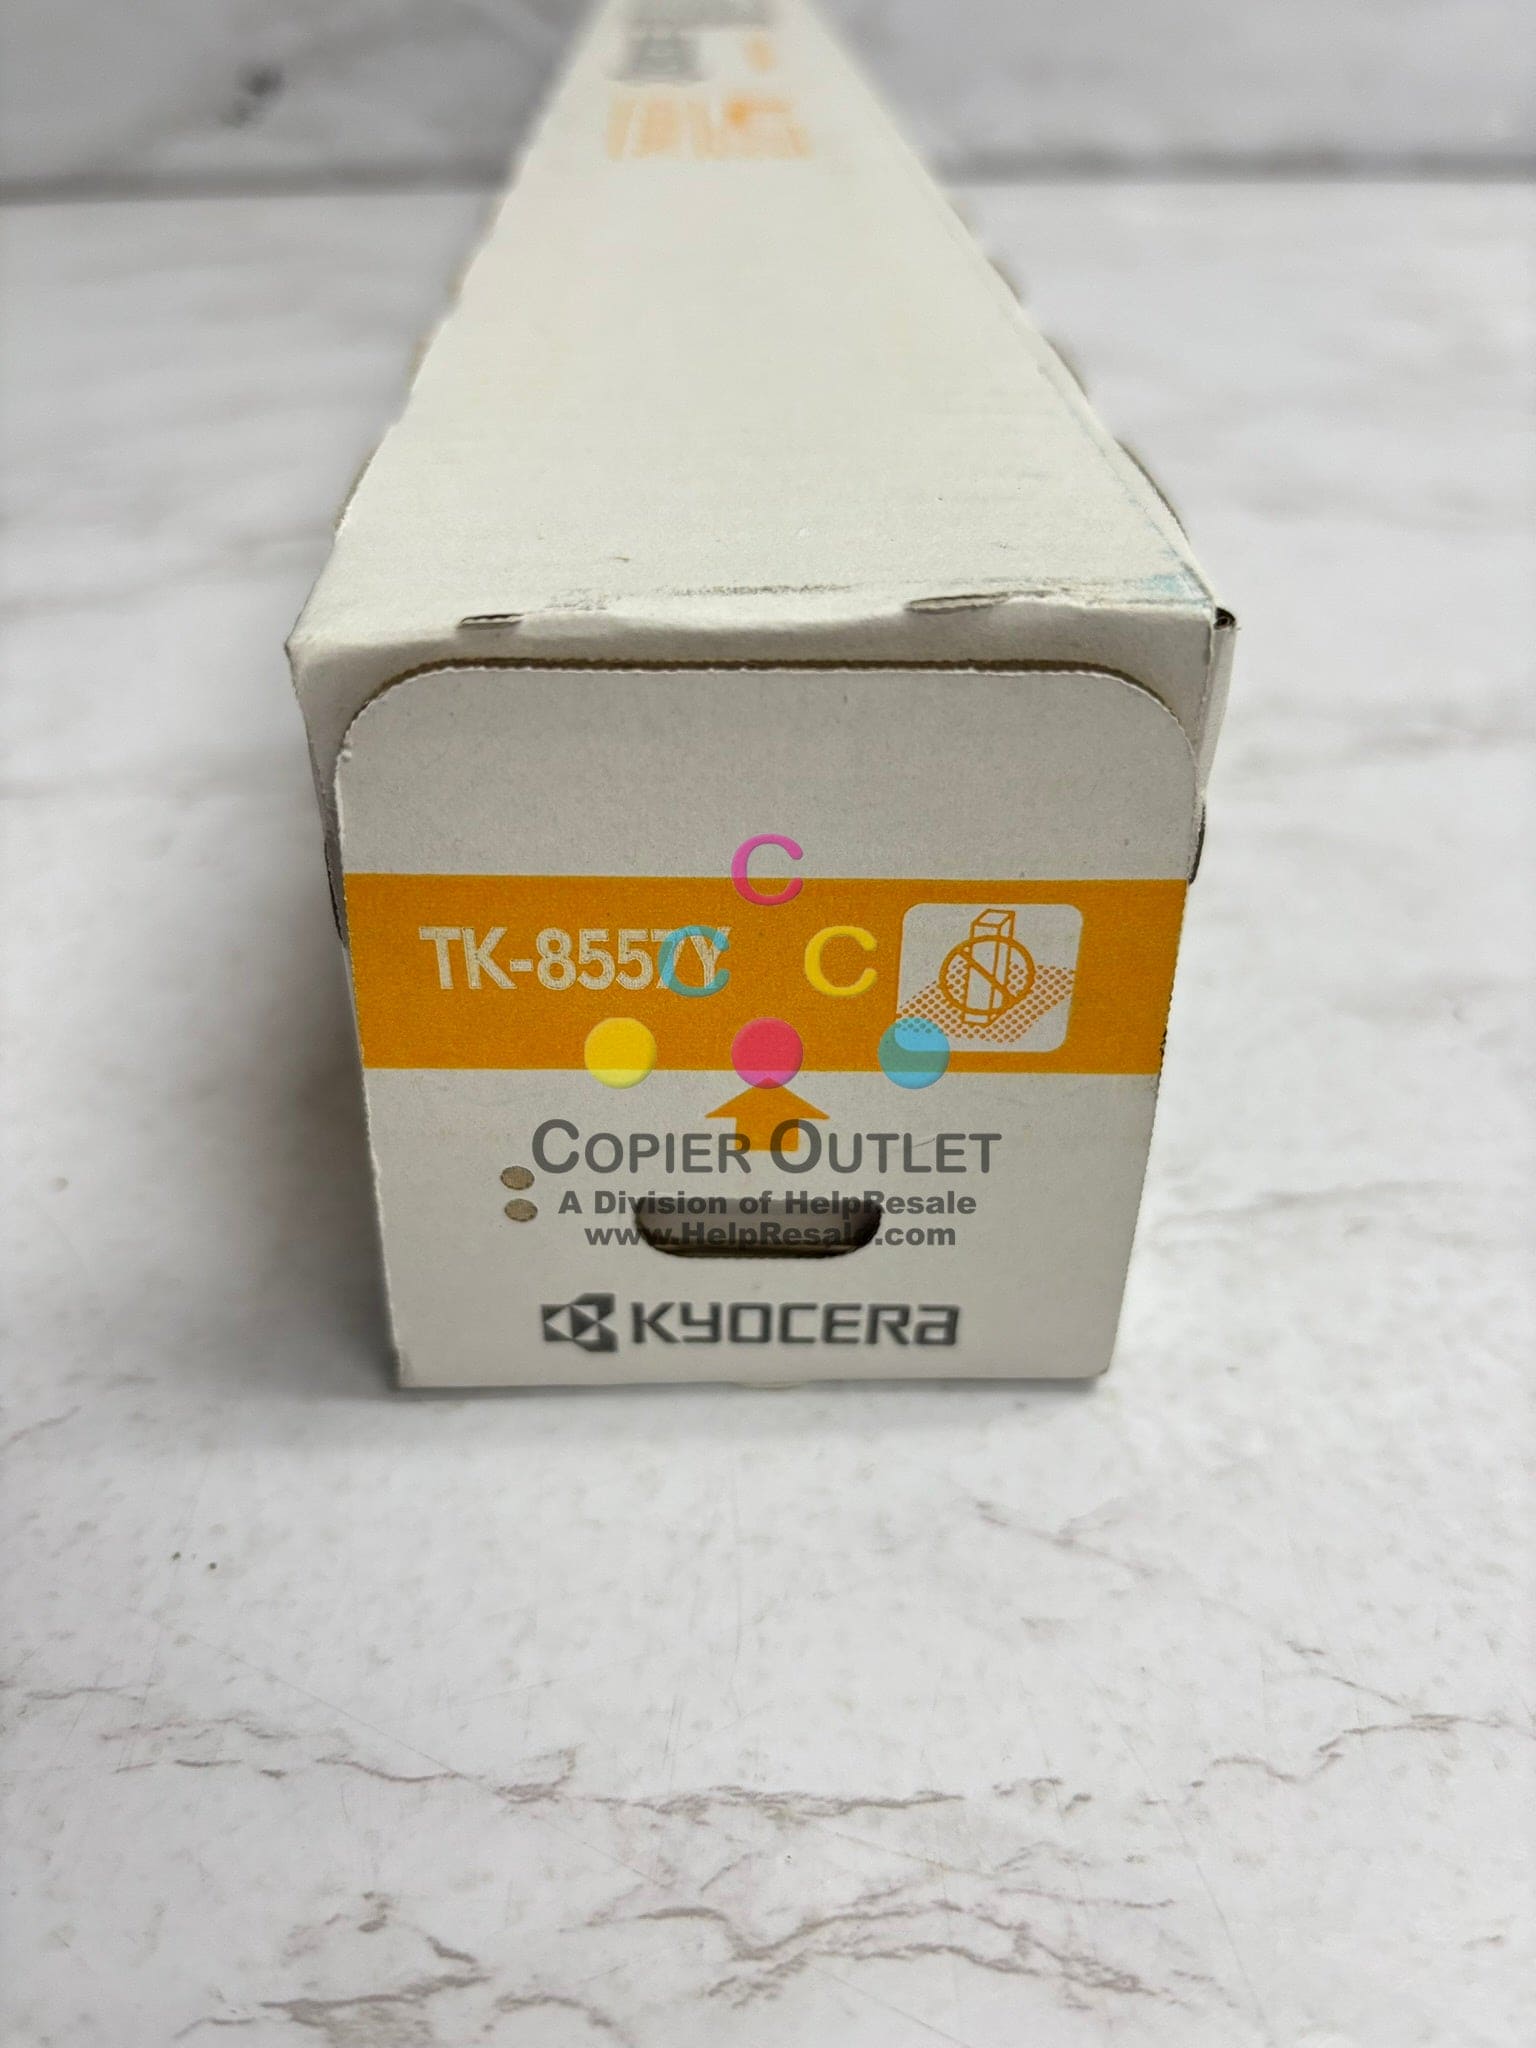 C
TK-8557Y
C C
COPIER OUTLET
A Division of HelpResale
www.HelpResale.com
KYOCERA